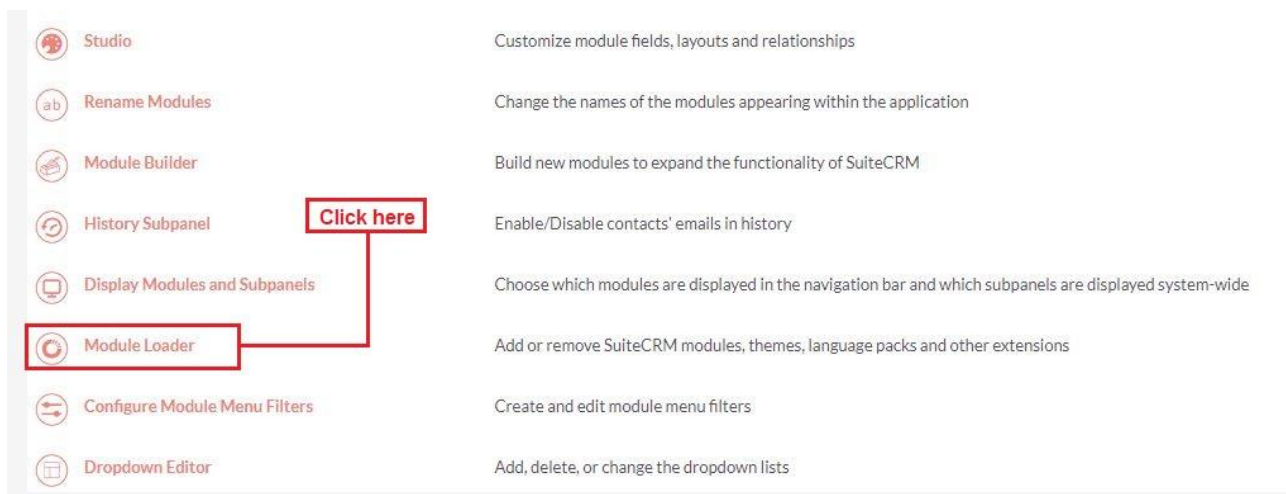 Studio Customize module fields, layouts and relationships
ab Rename Modules Change the names of the modules appearing within the application
Module Builder Build new modules to expand the functionality of SuiteCRM
Click here
History Subpanel Enable/Disable contacts' emails in history
Display Modules and Subpanels Choose which modules are displayed in the navigation bar and which subpanels are displayed system-wide
Module Loader Add or remove SuiteCRM modules, themes, language packs and other extensions
Configure Module Menu Filters Create and edit module menu filters
Dropdown Editor Add, delete, or change the dropdown lists